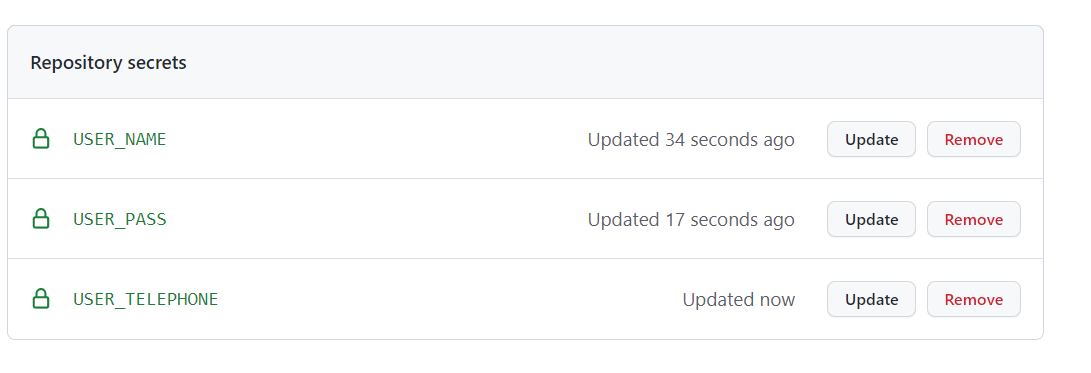 Repository secrets
USER_NAME Updated 34 seconds ago Update Remove
USER_PASS Updated 17 seconds ago Update Remove
USER_TELEPHONE Updated now Update Remove